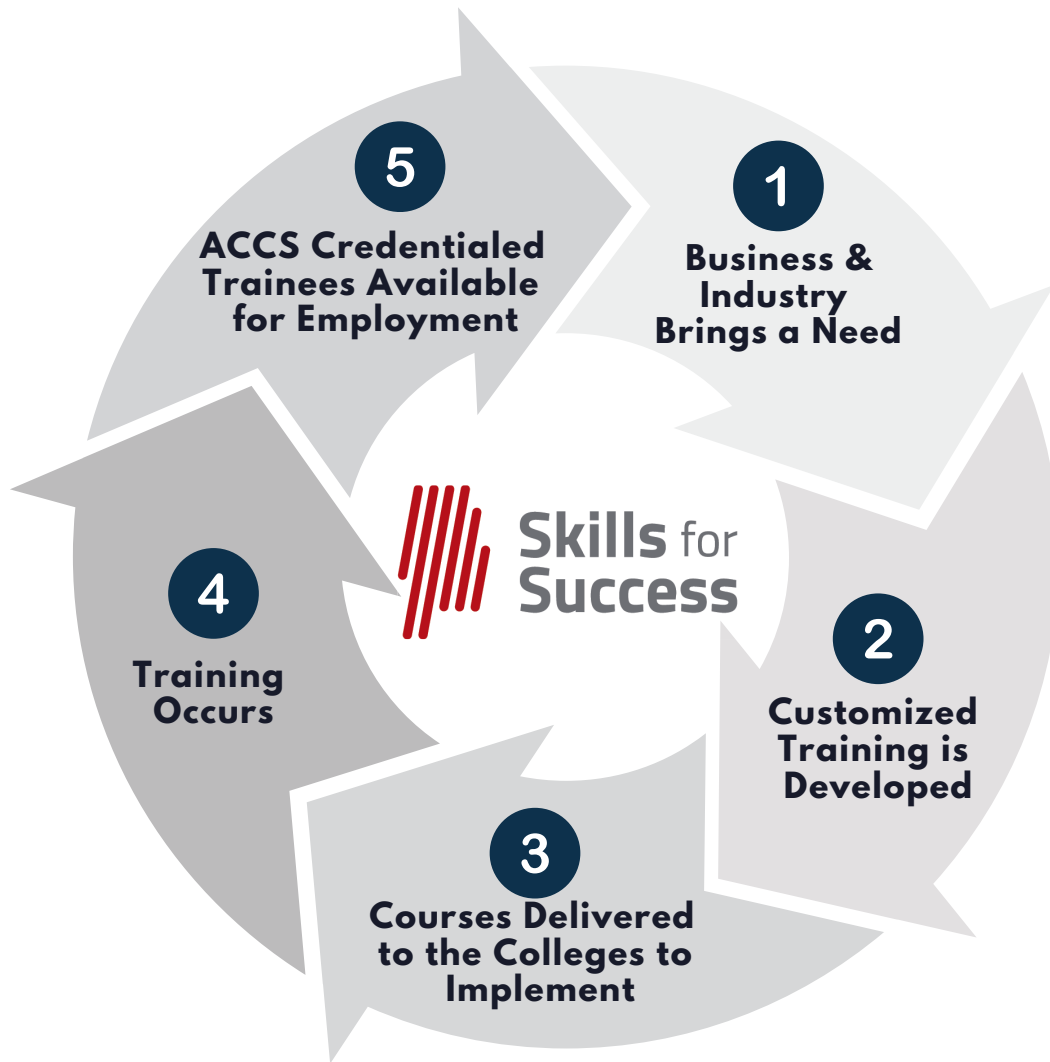 1
Business &
Industry
Brings a Need
2
Customized
Training is
Developed
3
Courses Delivered
to the Colleges to
Implement
4
Training
Occurs
5
ACCS Credentialed
Trainees Available
for Employment
Skills for
Success